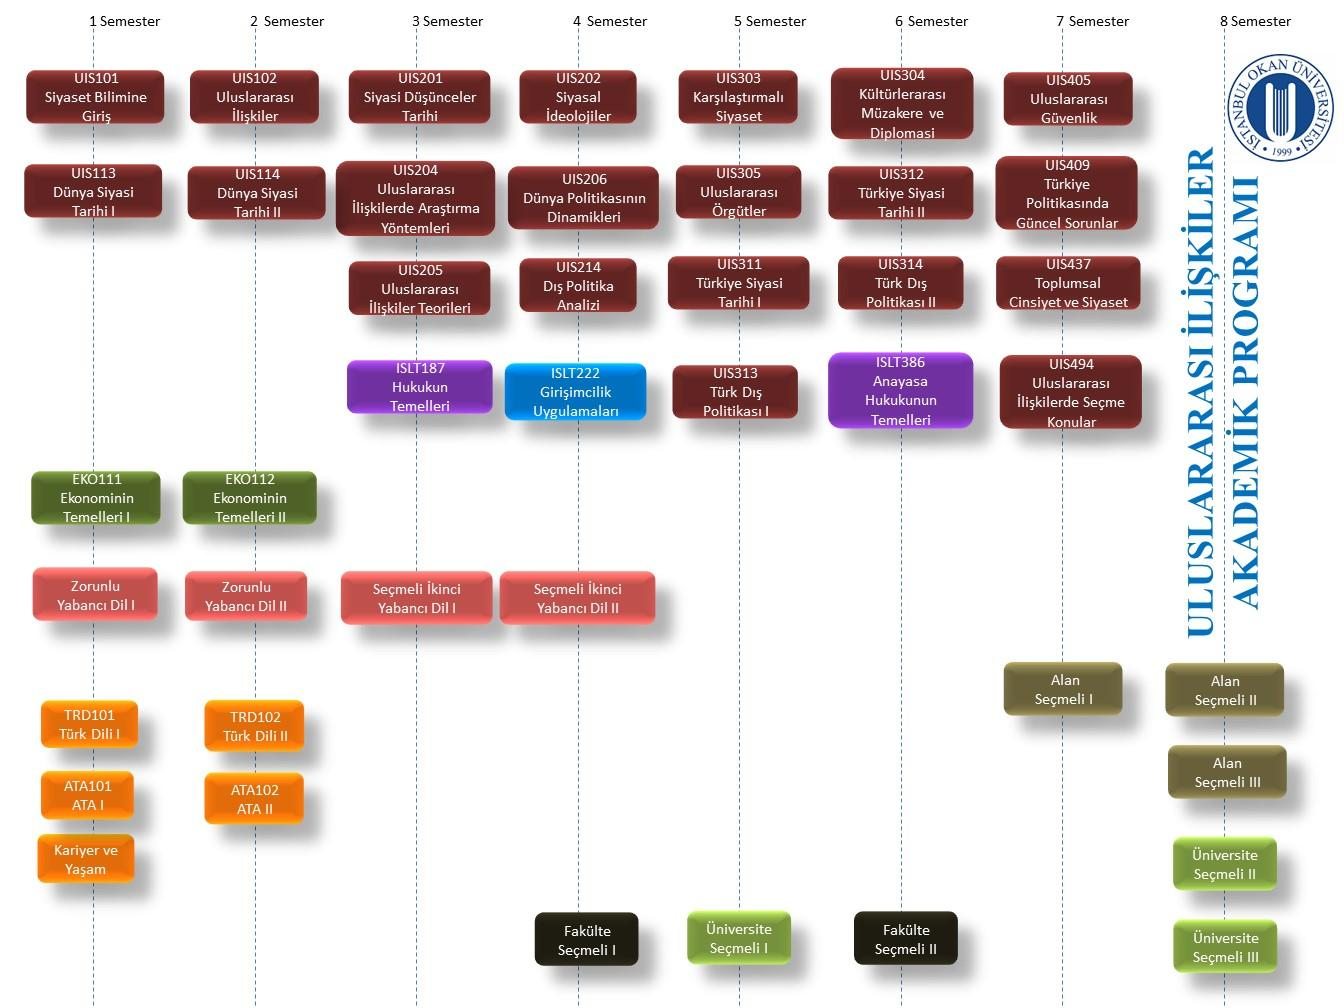 1 Semester
2 Semester
3 Semester
4 Semester
5 Semester
6 Semester
7 Semester
8 Semester
UIS101
Siyaset Bilimine
Giriş
UIS102
Uluslararası
İlişkiler
UIS201
Siyasi Düşünceler
Tarihi
UIS202
Siyasal
İdeolojiler
UIS303
Karşılaştırmalı
Siyaset
UIS304
Kültürlerarası
Müzakere ve
Diplomasi
UIS405
Uluslararası
Güvenlik
İSTANBUL OKAN ÜNİVERSİTESİ
• 1999 •
UIS113
Dünya Siyasi
Tarihi I
UIS114
Dünya Siyasi
Tarihi II
UIS204
Uluslararası
İlişkilerde Araştırma
Yöntemleri
UIS206
Dünya Politikasının
Dinamikleri
UIS305
Uluslararası
Örgütler
UIS312
Türkiye Siyasi
Tarihi II
UIS409
Türkiye
Politikasında
Güncel Sorunlar
ULUSLARARASI İLİŞKİLER
AKADEMİK PROGRAMI
UIS205
Uluslararası
İlişkiler Teorileri
UIS214
Dış Politika
Analizi
UIS311
Türkiye Siyasi
Tarihi I
UIS314
Türk Dış
Politikası II
UIS437
Toplumsal
Cinsiyet ve Siyaset
ISLT187
Hukukun
Temelleri
ISLT222
Girişimcilik
Uygulamaları
UIS313
Türk Dış
Politikası I
ISLT386
Anayasa
Hukukunun
Temelleri
UIS494
Uluslararası
İlişkilerde Seçme
Konular
EKO111
Ekonominin
Temelleri I
EKO112
Ekonominin
Temelleri II
Zorunlu
Yabancı Dil I
Zorunlu
Yabancı Dil II
Seçmeli İkinci
Yabancı Dil I
Seçmeli İkinci
Yabancı Dil II
Alan
Seçmeli I
Alan
Seçmeli II
TRD101
Türk Dili I
TRD102
Türk Dili II
Alan
Seçmeli III
ATA101
ATA I
ATA102
ATA II
Kariyer ve
Yaşam
Üniversite
Seçmeli II
Fakülte
Seçmeli I
Üniversite
Seçmeli I
Fakülte
Seçmeli II
Üniversite
Seçmeli III